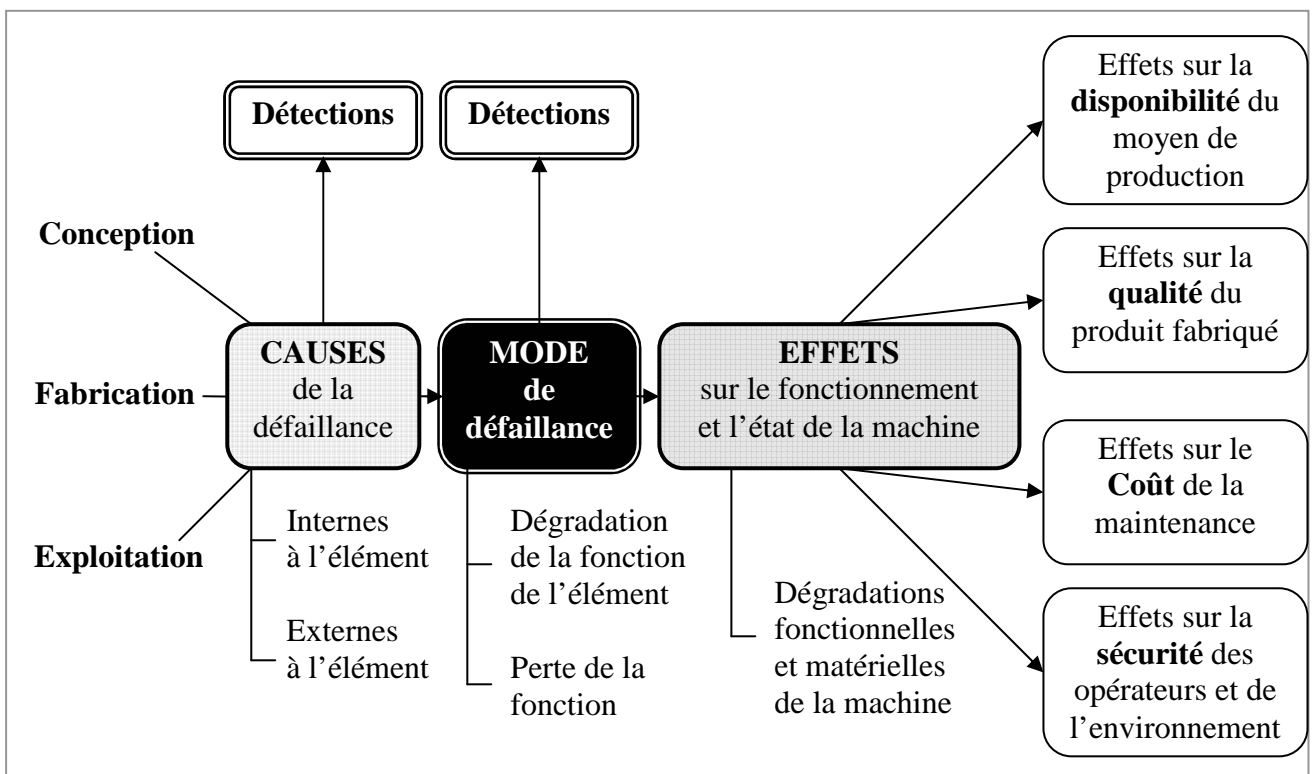 Détections
Détections
Conception
Fabrication
Exploitation
CAUSES
de la
défaillance
Internes
à l’élément
Externes
à l’élément
MODE
de
défaillance
Dégradation
de la fonction
de l’élément
Perte de la
fonction
EFFETS
sur le fonctionnement
et l’état de la machine
Dégradations
fonctionnelles
et matérielles
de la machine
Effets sur la
disponibilité du
moyen de
production
Effets sur la
qualité du
produit fabriqué
Effets sur le
Coût de la
maintenance
Effets sur la
sécurité des
opérateurs et de
l’environnement